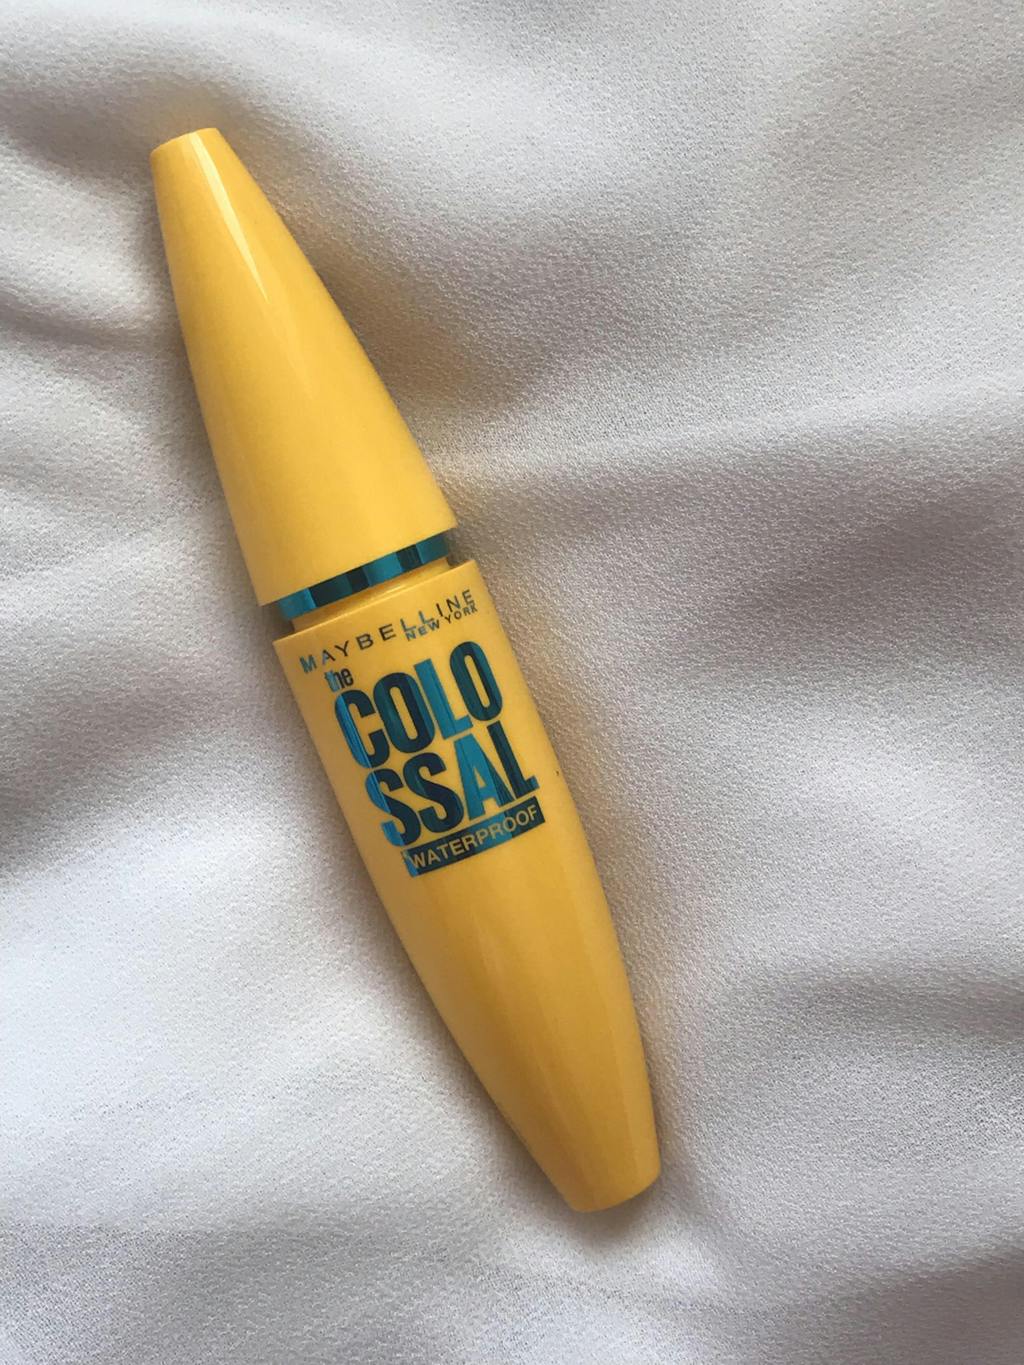 MAYBELLINE
NEW YORK
the
COLO
SSAL
WATERPROOF